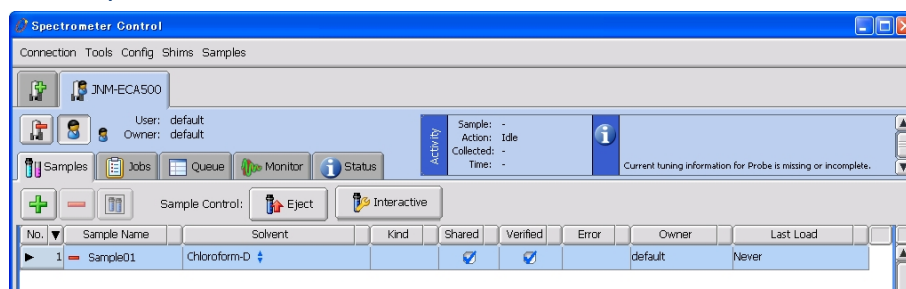 Spectrometer Control
Connection Tools Config Shims Samples
JNM-ECA500
User: default
Owner: default
Activity
Sample: -
Action: Idle
Collected: -
Time: -
Current tuning information for Probe is missing or incomplete.
Samples Jobs Queue Monitor Status
Sample Control: Eject Interactive
No. Sample Name Solvent Kind Shared Verified Error Owner Last Load
1 Sample01 Chloroform-D default Never